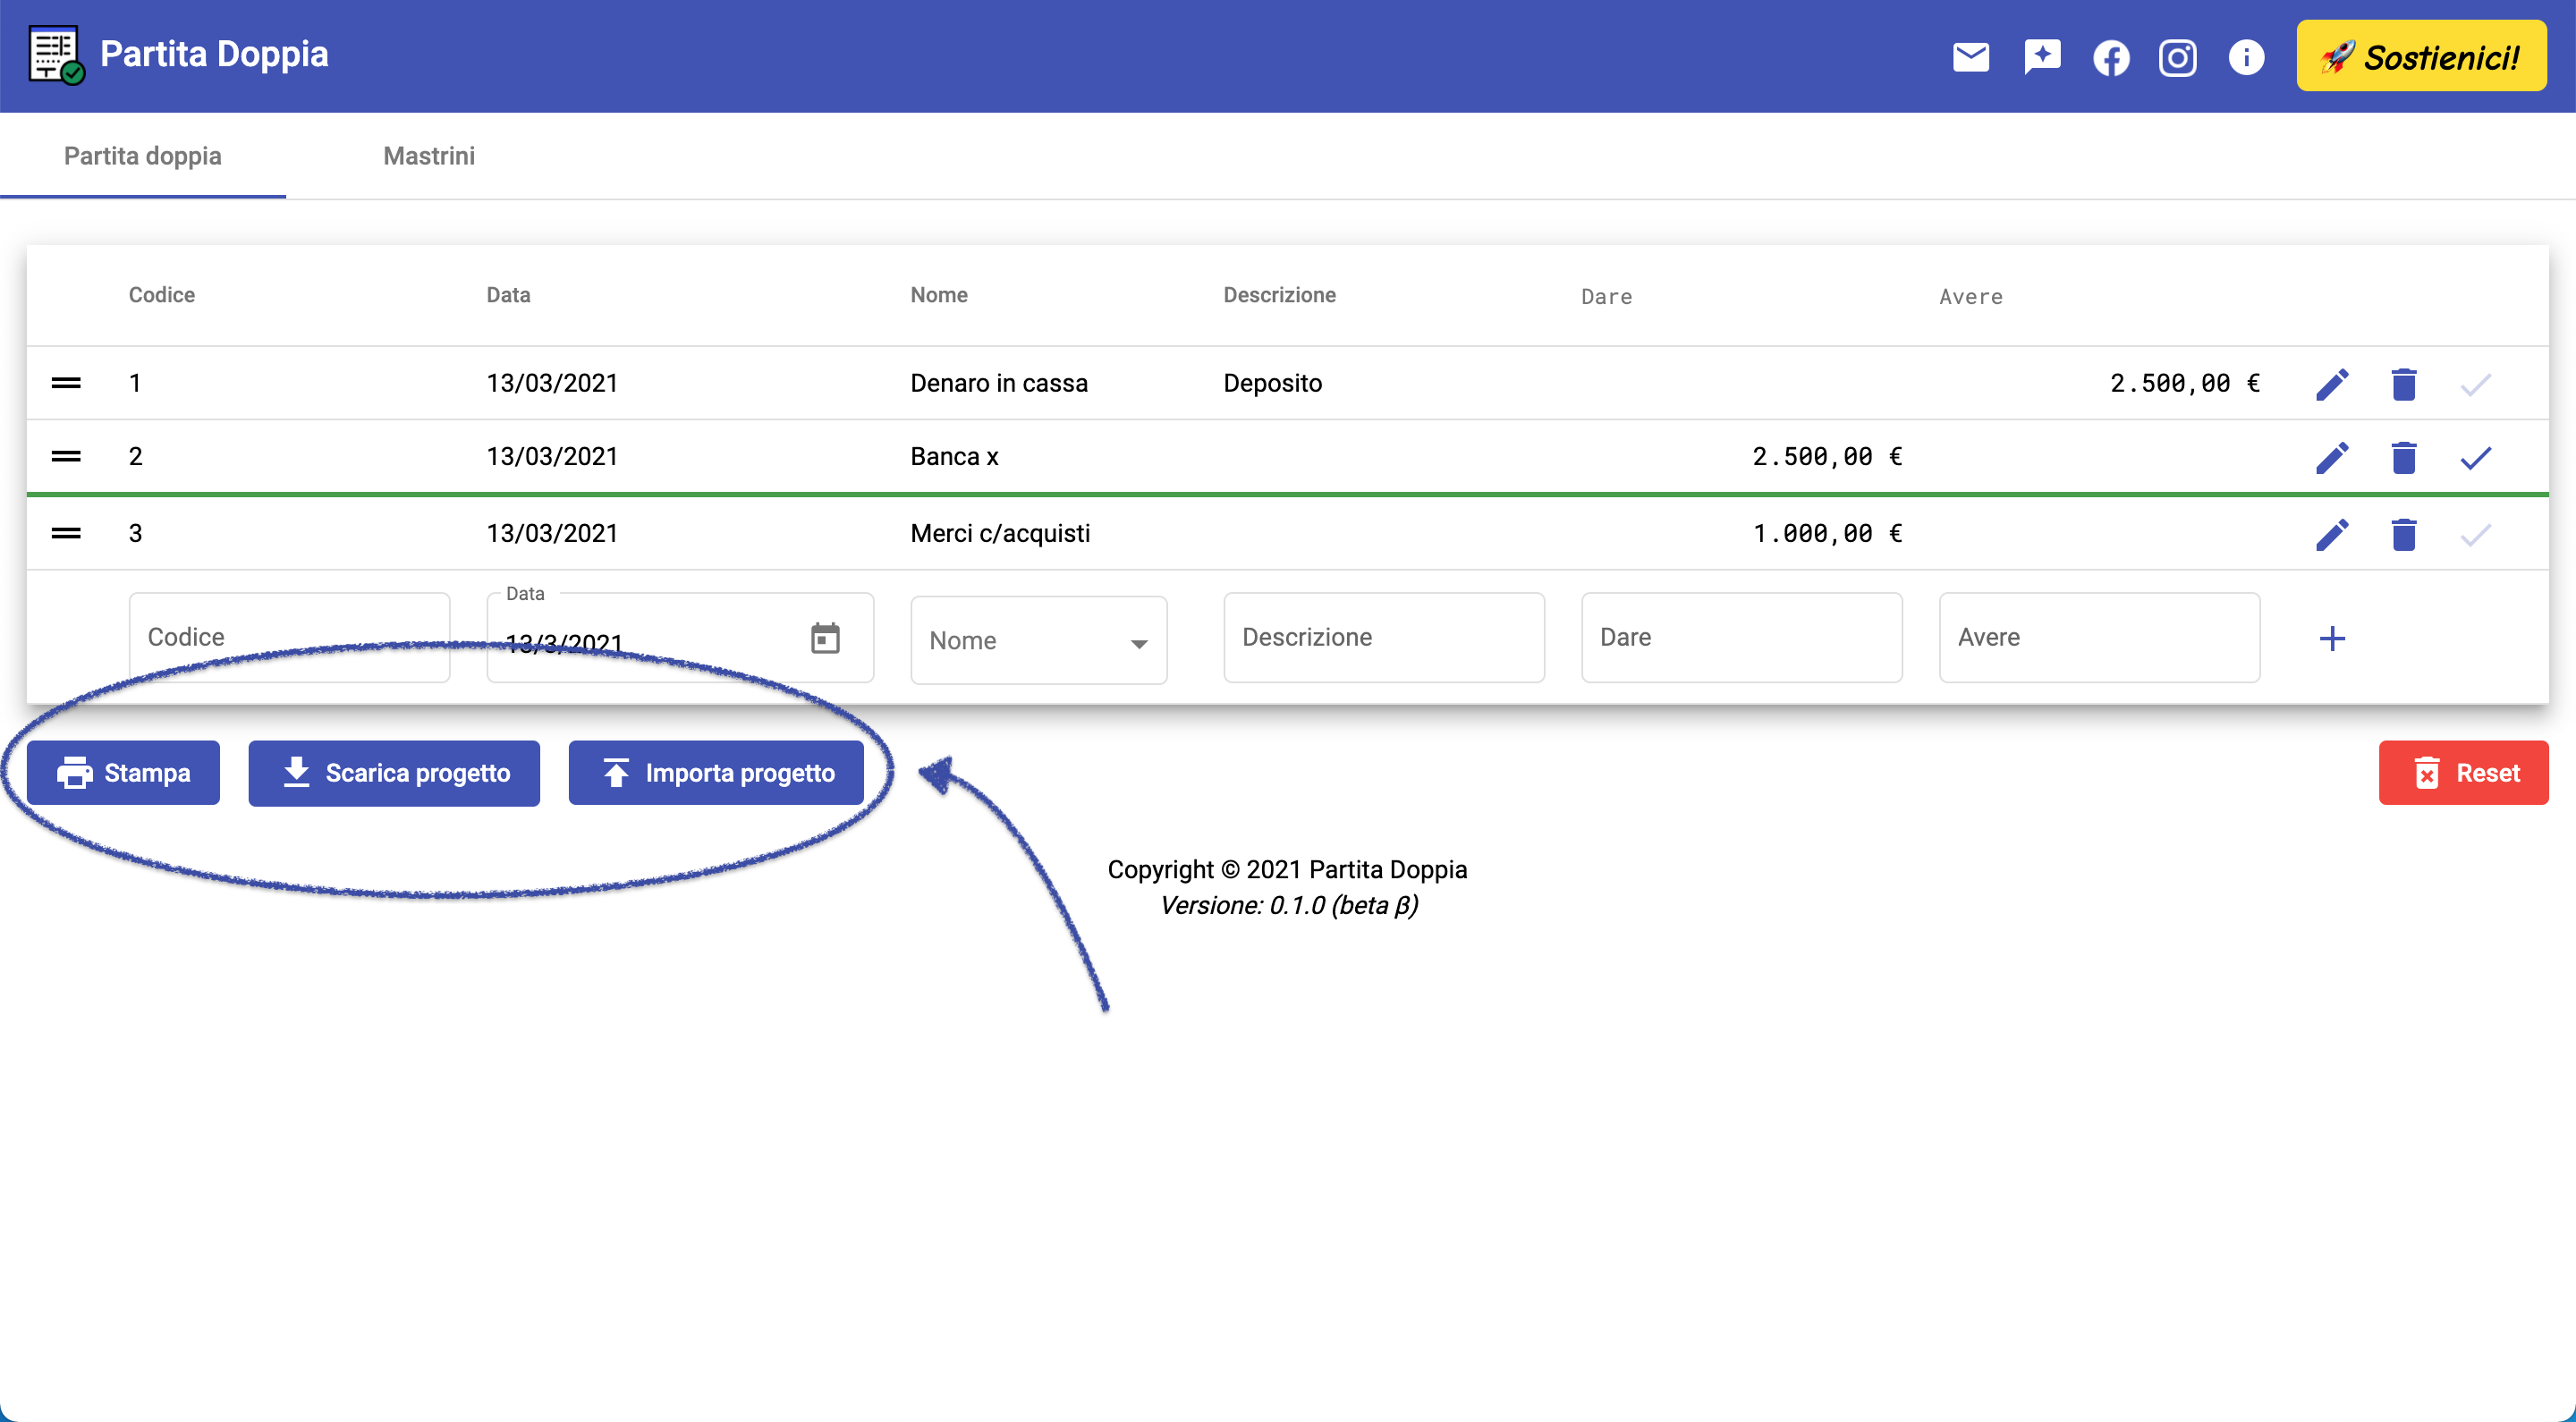 Partita Doppia
🚀 Sostienici!
Partita doppia Mastrini
Codice Data Nome Descrizione Dare Avere
1 13/03/2021 Denaro in cassa Deposito 2.500,00 €
2 13/03/2021 Banca x 2.500,00 €
3 13/03/2021 Merci c/acquisti 1.000,00 €
Data
Codice 13/3/2021 Nome Descrizione Dare Avere
Stampa Scarica progetto Importa progetto Reset
Copyright © 2021 Partita Doppia
Versione: 0.1.0 (beta β)